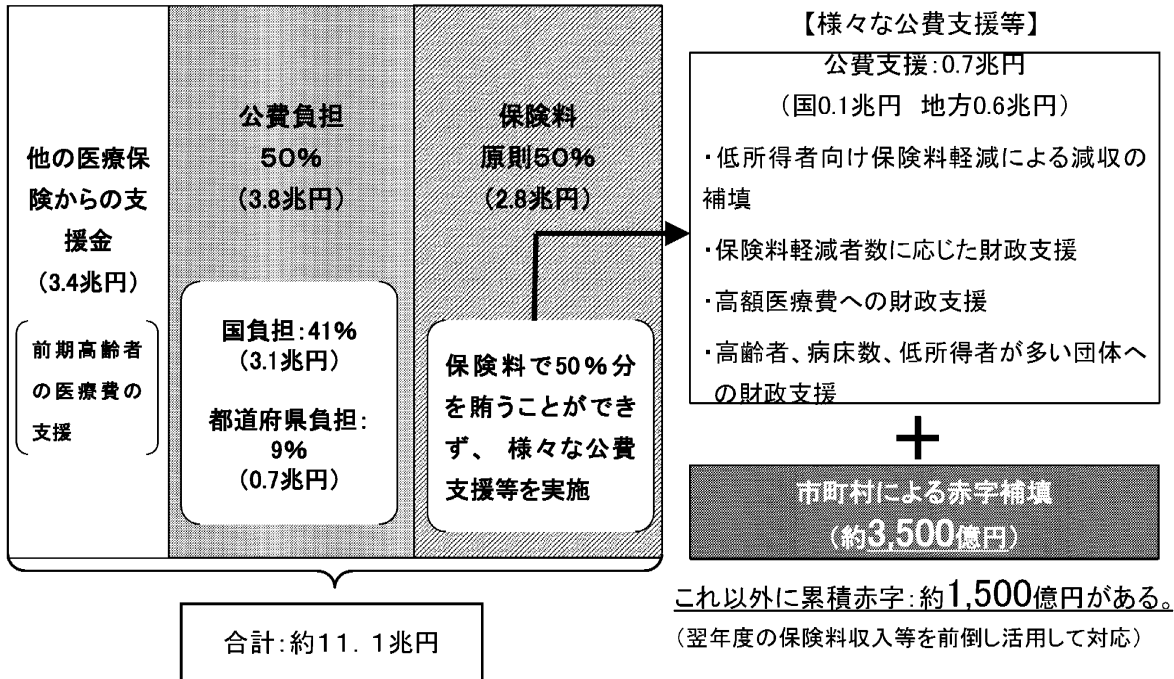 他の医療保
険からの支
援金
（3.4兆円）
前期高齢者
の医療費の
支援
公費負担
50%
（3.8兆円）
国負担：41%
（3.1兆円）
都道府県負担：
9%
（0.7兆円）
保険料
原則50%
（2.8兆円）
保険料で50%分
を賄うことができ
ず、 様々な公費
支援等を実施
合計：約11．1兆円
【様々な公費支援等】
公費支援：0.7兆円
（国0.1兆円 地方0.6兆円）
・低所得者向け保険料軽減による減収の
補填
・保険料軽減者数に応じた財政支援
・高額医療費への財政支援
・高齢者、病床数、低所得者が多い団体へ
の財政支援
＋
市町村による赤字補填
（約3,500億円）
これ以外に累積赤字：約1,500億円がある。
（翌年度の保険料収入等を前倒し活用して対応）